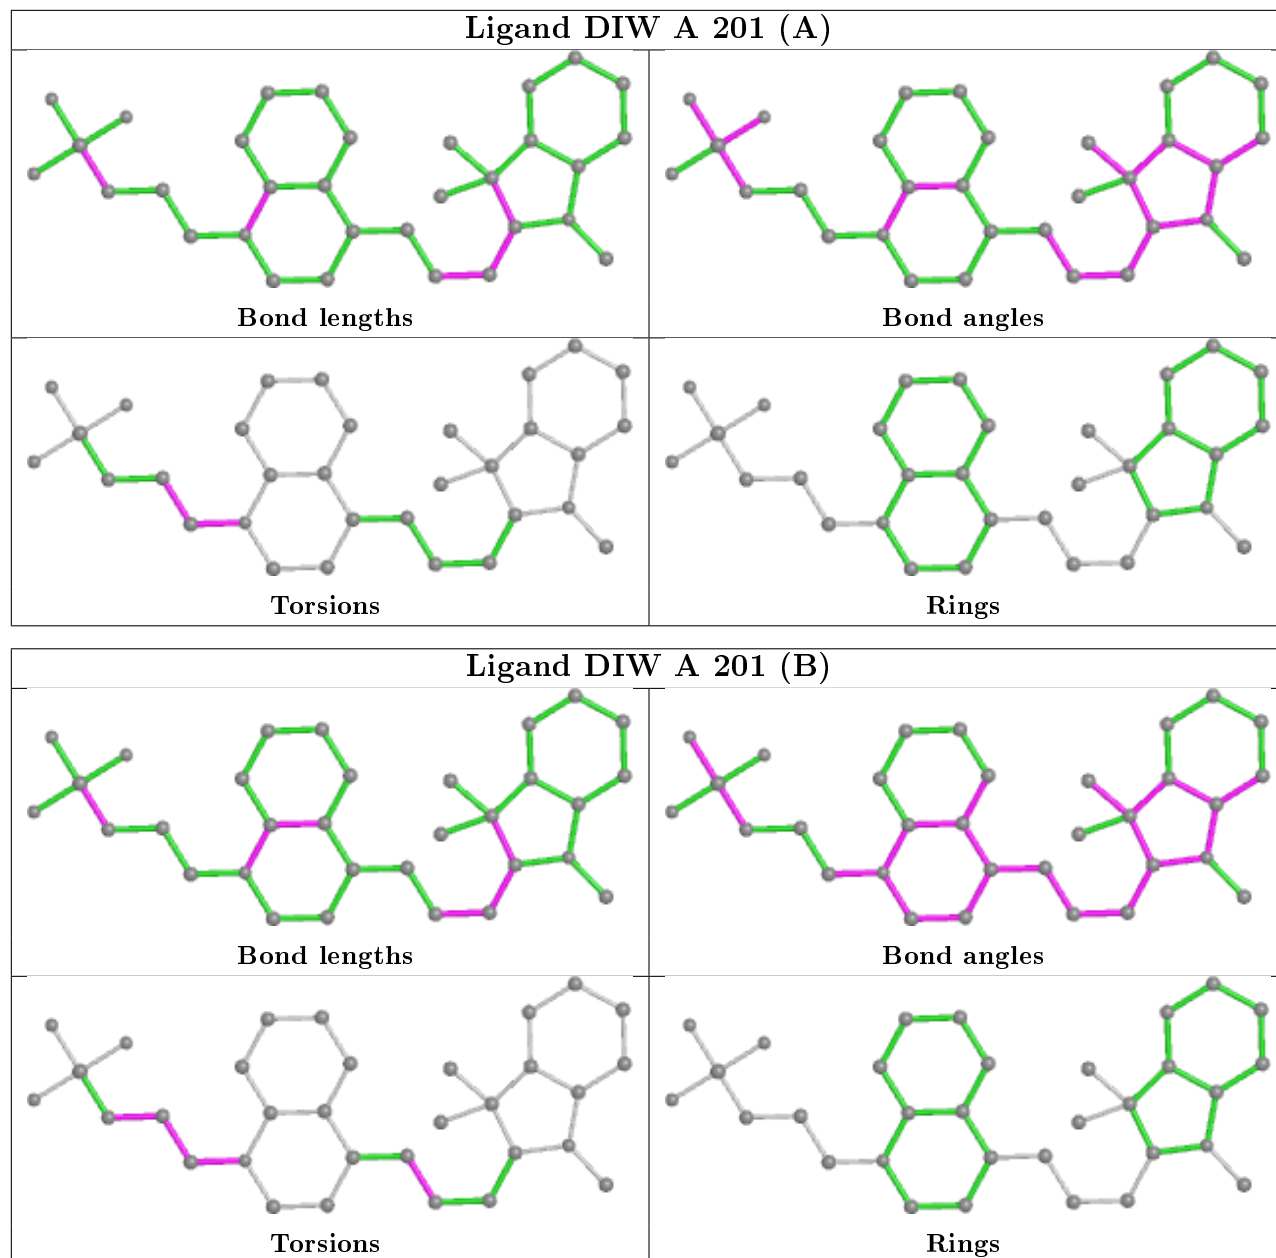 Ligand DIW A 201 (A)
Bond lengths
Bond angles
Torsions
Rings
Ligand DIW A 201 (B)
Bond lengths
Bond angles
Torsions
Rings